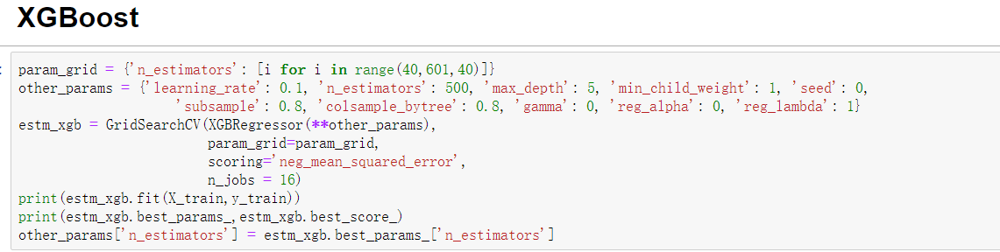 XGBoost
:
param_grid = {'n_estimators': [i for i in range(40,601,40)]}
other_params = {'learning_rate': 0.1, 'n_estimators': 500, 'max_depth': 5, 'min_child_weight': 1, 'seed': 0,
                'subsample': 0.8, 'colsample_bytree': 0.8, 'gamma': 0, 'reg_alpha': 0, 'reg_lambda': 1}
estm_xgb = GridSearchCV(XGBRegressor(**other_params),
                        param_grid=param_grid,
                        scoring='neg_mean_squared_error',
                        n_jobs = 16)
print(estm_xgb.fit(X_train,y_train))
print(estm_xgb.best_params_,estm_xgb.best_score_)
other_params['n_estimators'] = estm_xgb.best_params_['n_estimators']